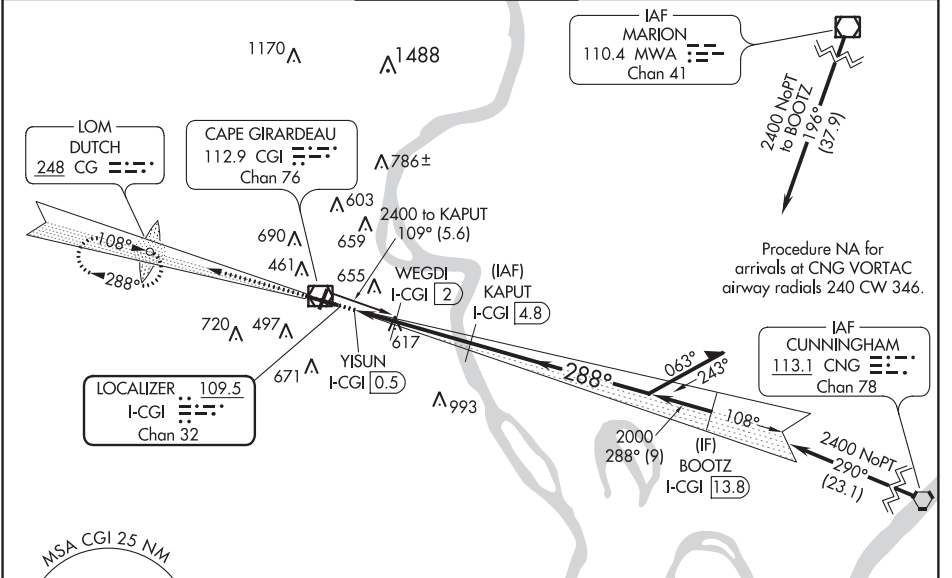 IAF
MARION
110.4 MWA
Chan 41
1170
1488
2400 NoPT
to BOOTZ
196°
(37.9)
LOM
DUTCH
248 CG
CAPE GIRARDEAU
112.9 CGI
Chan 76
786±
603
659
2400 to KAPUT
109° (5.6)
690
461
655
108°
288°
WEGDI
I-CGI 2
(IAF)
KAPUT
I-CGI 4.8
Procedure NA for
arrivals at CNG VORTAC
airway radials 240 CW 346.
720
497
617
671
YISUN
I-CGI 0.5
993
LOCALIZER 109.5
I-CGI
Chan 32
288°
063°
243°
108°
2000
288° (9)
(IF)
BOOTZ
I-CGI 13.8
IAF
CUNNINGHAM
113.1 CNG
Chan 78
2400 NoPT
290°
(23.1)
MSA CGI 25 NM